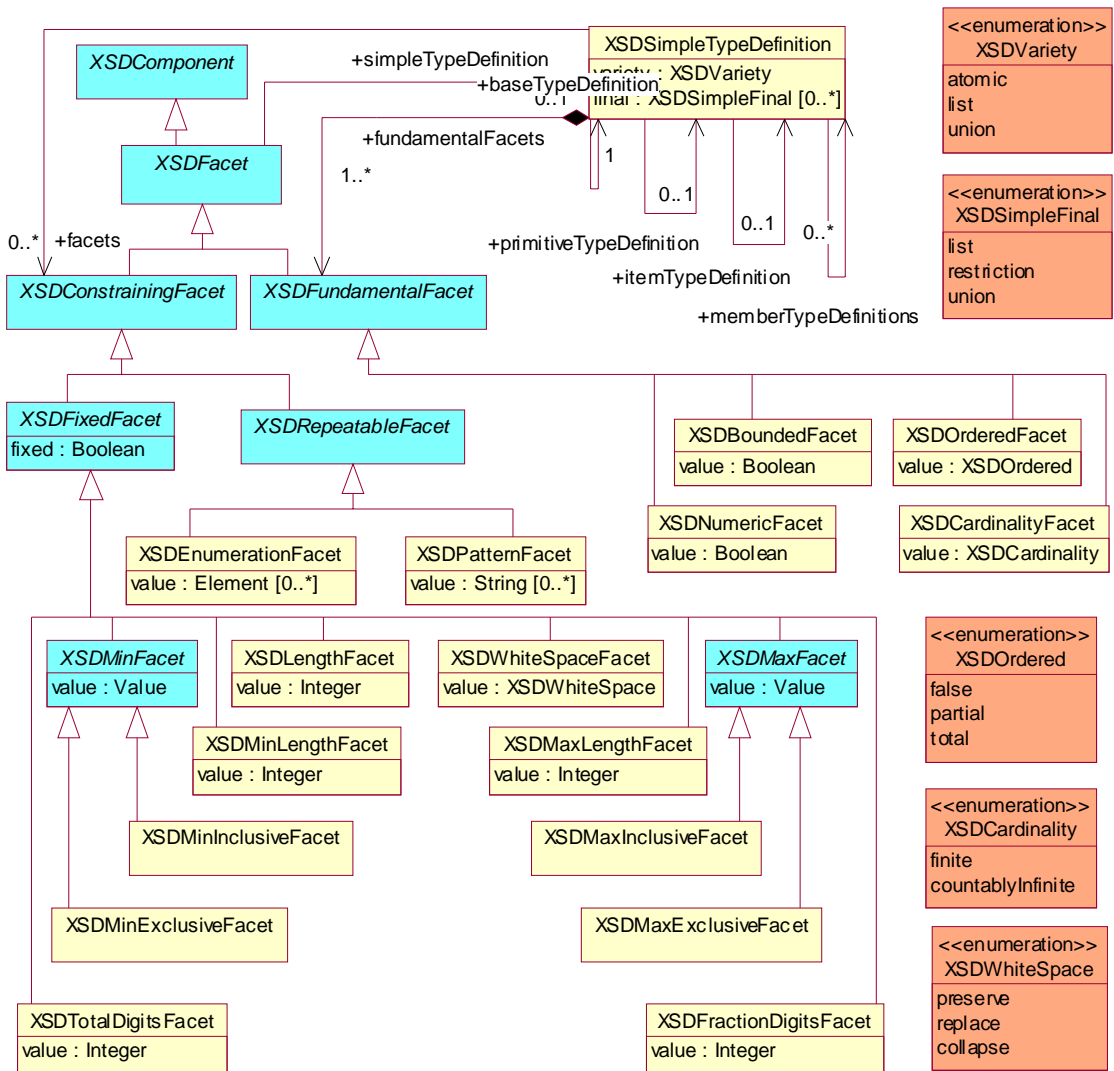 XSDComponent
+simpleTypeDefinition
XSDSimpleTypeDefinition
variety : XSDVariety
+baseTypeDefinition
0..1
final : XSDSimpleFinal [0..*]
<<enumeration>>
XSDVariety
atomic
list
union
XSDFacet
+fundamentalFacets
1..*
1
0..1
0..1
0..*
<<enumeration>>
XSDSimpleFinal
list
restriction
union
0..*
+facets
+primitiveTypeDefinition
+itemTypeDefinition
+memberTypeDefinitions
XSDConstrainingFacet
XSDFundamentalFacet
XSDFixedFacet
fixed : Boolean
XSDRepeatableFacet
XSDBoundedFacet
value : Boolean
XSDOrderedFacet
value : XSDOrdered
XSDNumericFacet
value : Boolean
XSDCardinalityFacet
value : XSDCardinality
XSDEnumerationFacet
value : Element [0..*]
XSDPatternFacet
value : String [0..*]
XSDMinFacet
value : Value
XSDLengthFacet
value : Integer
XSDWhiteSpaceFacet
value : XSDWhiteSpace
XSDMaxFacet
value : Value
<<enumeration>>
XSDOrdered
false
partial
total
XSDMinLengthFacet
value : Integer
XSDMaxLengthFacet
value : Integer
XSDMinInclusiveFacet
XSDMaxInclusiveFacet
<<enumeration>>
XSDCardinality
finite
countablyInfinite
XSDMinExclusiveFacet
XSDMaxExclusiveFacet
<<enumeration>>
XSDWhiteSpace
preserve
replace
collapse
XSDTotalDigitsFacet
value : Integer
XSDFractionDigitsFacet
value : Integer